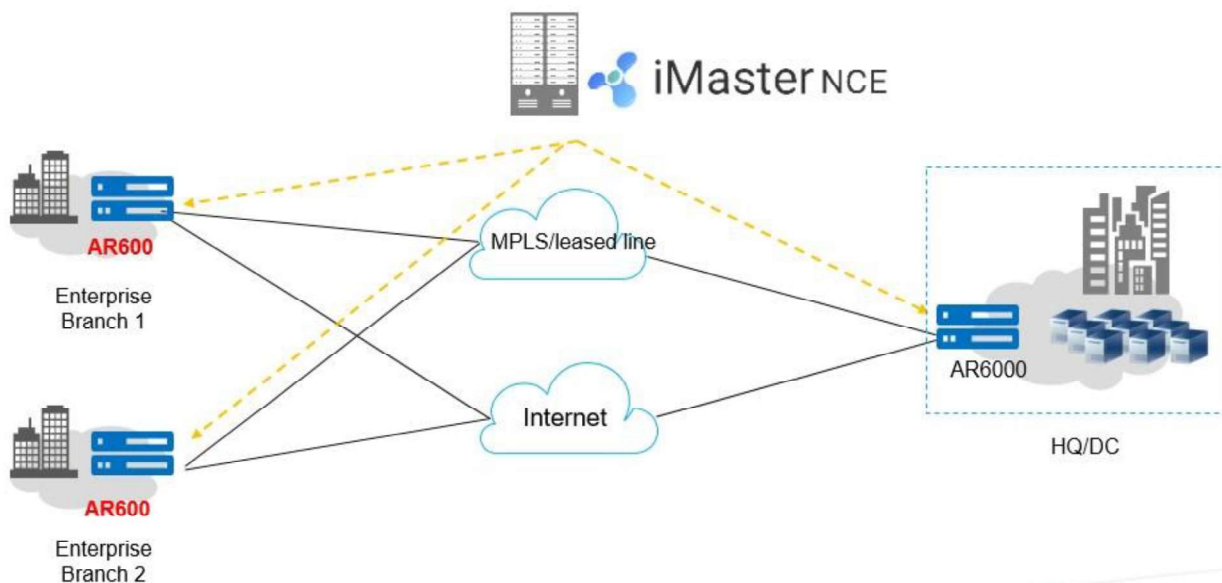 iMaster NCE
AR600
Enterprise
Branch 1
MPLS/leased line
AR6000
HQ/DC
Internet
AR600
Enterprise
Branch 2